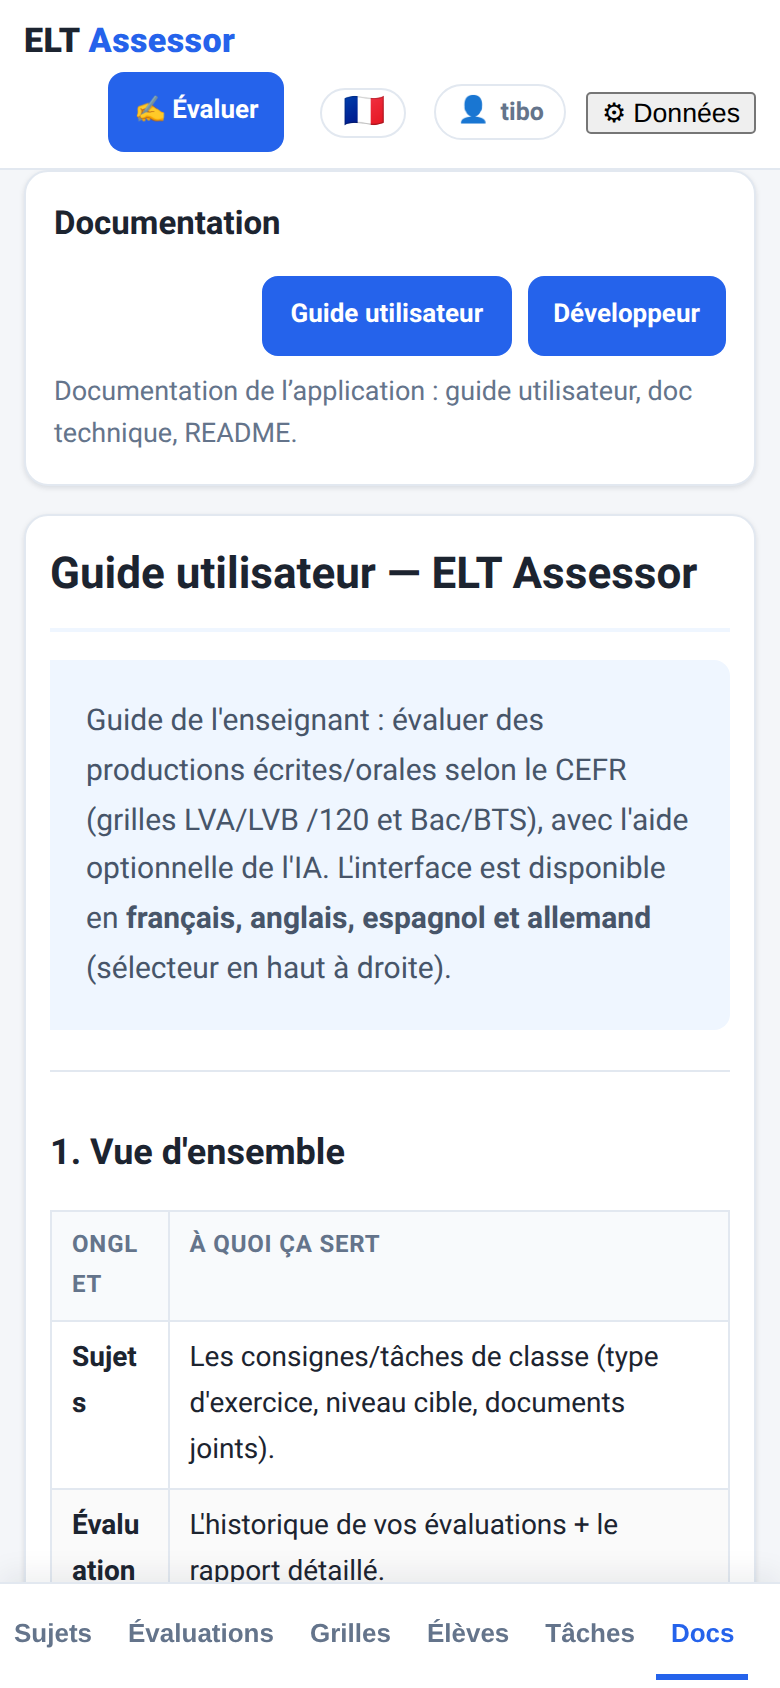 ELT Assessor
✍️ Évaluer
tibo
⚙ Données
Documentation
Guide utilisateur
Développeur
Documentation de l’application : guide utilisateur, doc
technique, README.
Guide utilisateur — ELT Assessor
Guide de l'enseignant : évaluer des
productions écrites/orales selon le CEFR
(grilles LVA/LVB /120 et Bac/BTS), avec l'aide
optionnelle de l'IA. L'interface est disponible
en français, anglais, espagnol et allemand
(sélecteur en haut à droite).
1. Vue d'ensemble
ONGL
ET
À QUOI ÇA SERT
Sujet
s
Les consignes/tâches de classe (type
d'exercice, niveau cible, documents
joints).
Évalu
ation
L'historique de vos évaluations + le
rapport détaillé.
Sujets
Évaluations
Grilles
Élèves
Tâches
Docs